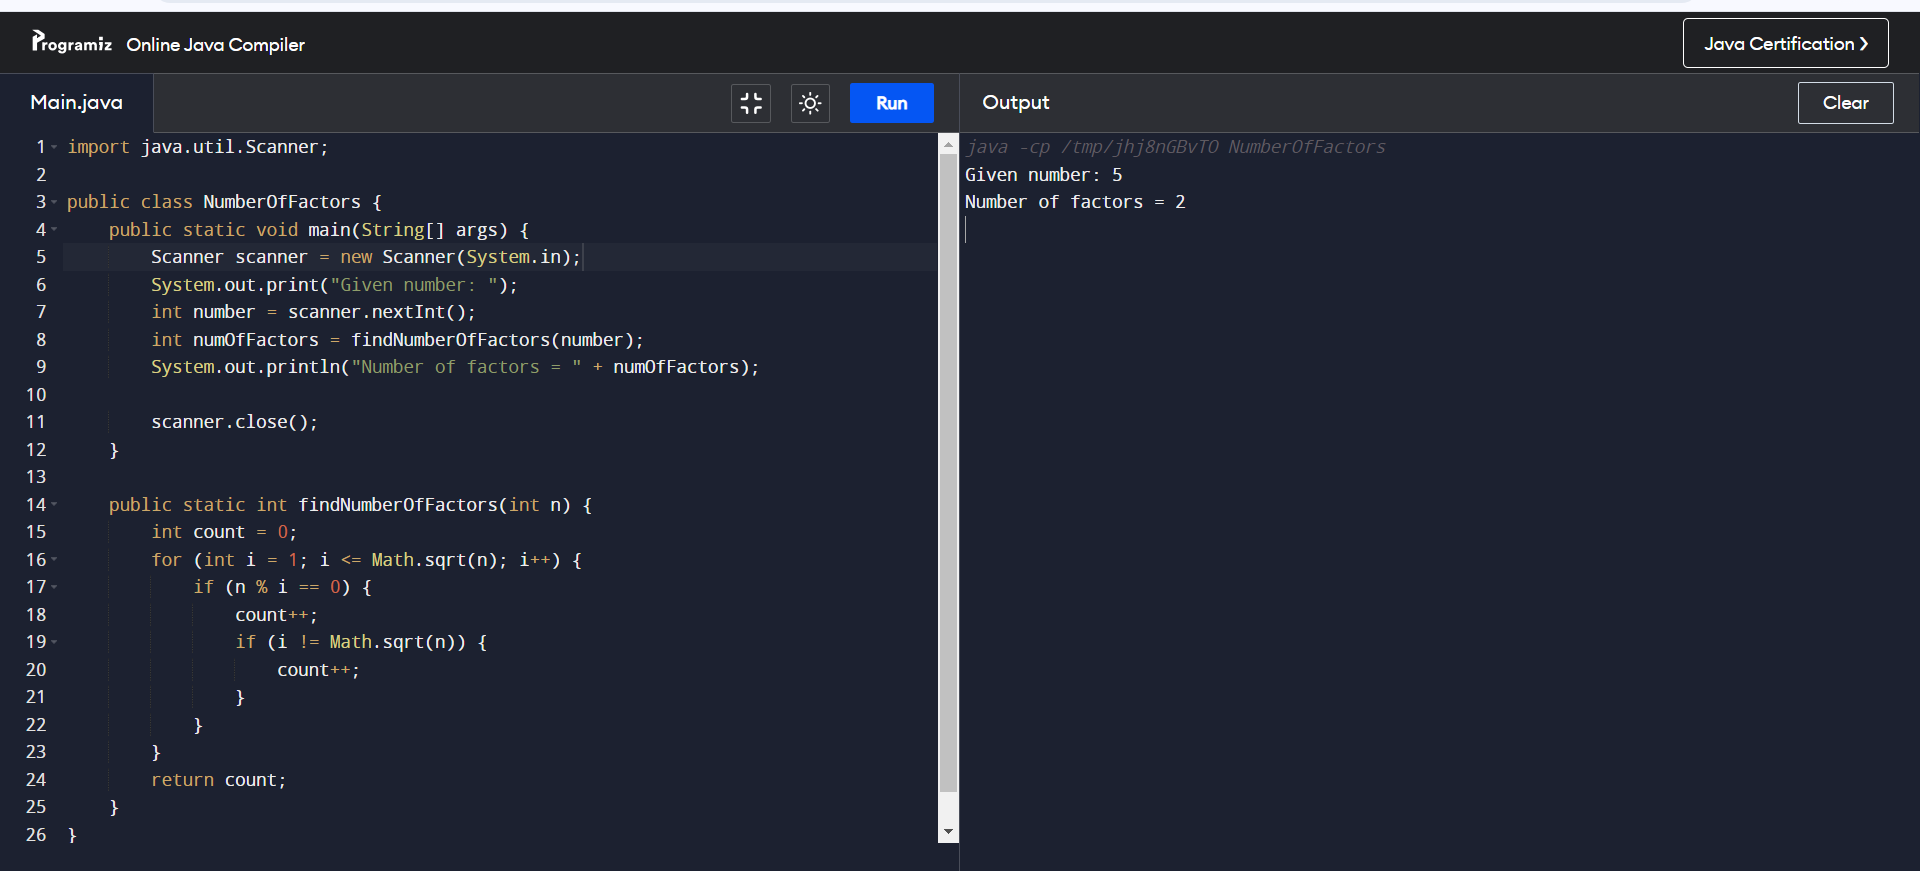 Programiz Online Java Compiler
Java Certification ❯
Main.java
Run
1 import java.util.Scanner;
2
3 public class NumberOfFactors {
4     public static void main(String[] args) {
5         Scanner scanner = new Scanner(System.in);
6         System.out.print("Given number: ");
7         int number = scanner.nextInt();
8         int numOfFactors = findNumberOfFactors(number);
9         System.out.println("Number of factors = " + numOfFactors);
10
11         scanner.close();
12     }
13
14     public static int findNumberOfFactors(int n) {
15         int count = 0;
16         for (int i = 1; i <= Math.sqrt(n); i++) {
17             if (n % i == 0) {
18                 count++;
19                 if (i != Math.sqrt(n)) {
20                     count++;
21                 }
22             }
23         }
24         return count;
25     }
26 }
Output
Clear
java -cp /tmp/jhj8nGBvTO NumberOfFactors
Given number: 5
Number of factors = 2